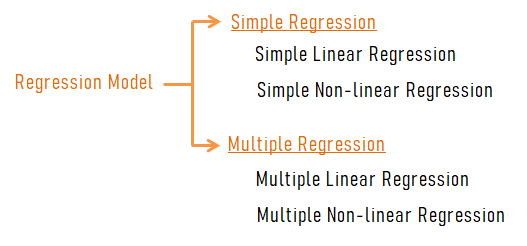 Simple Regression
Simple Linear Regression
Regression Model
Simple Non-linear Regression
Multiple Regression
Multiple Linear Regression
Multiple Non-linear Regression